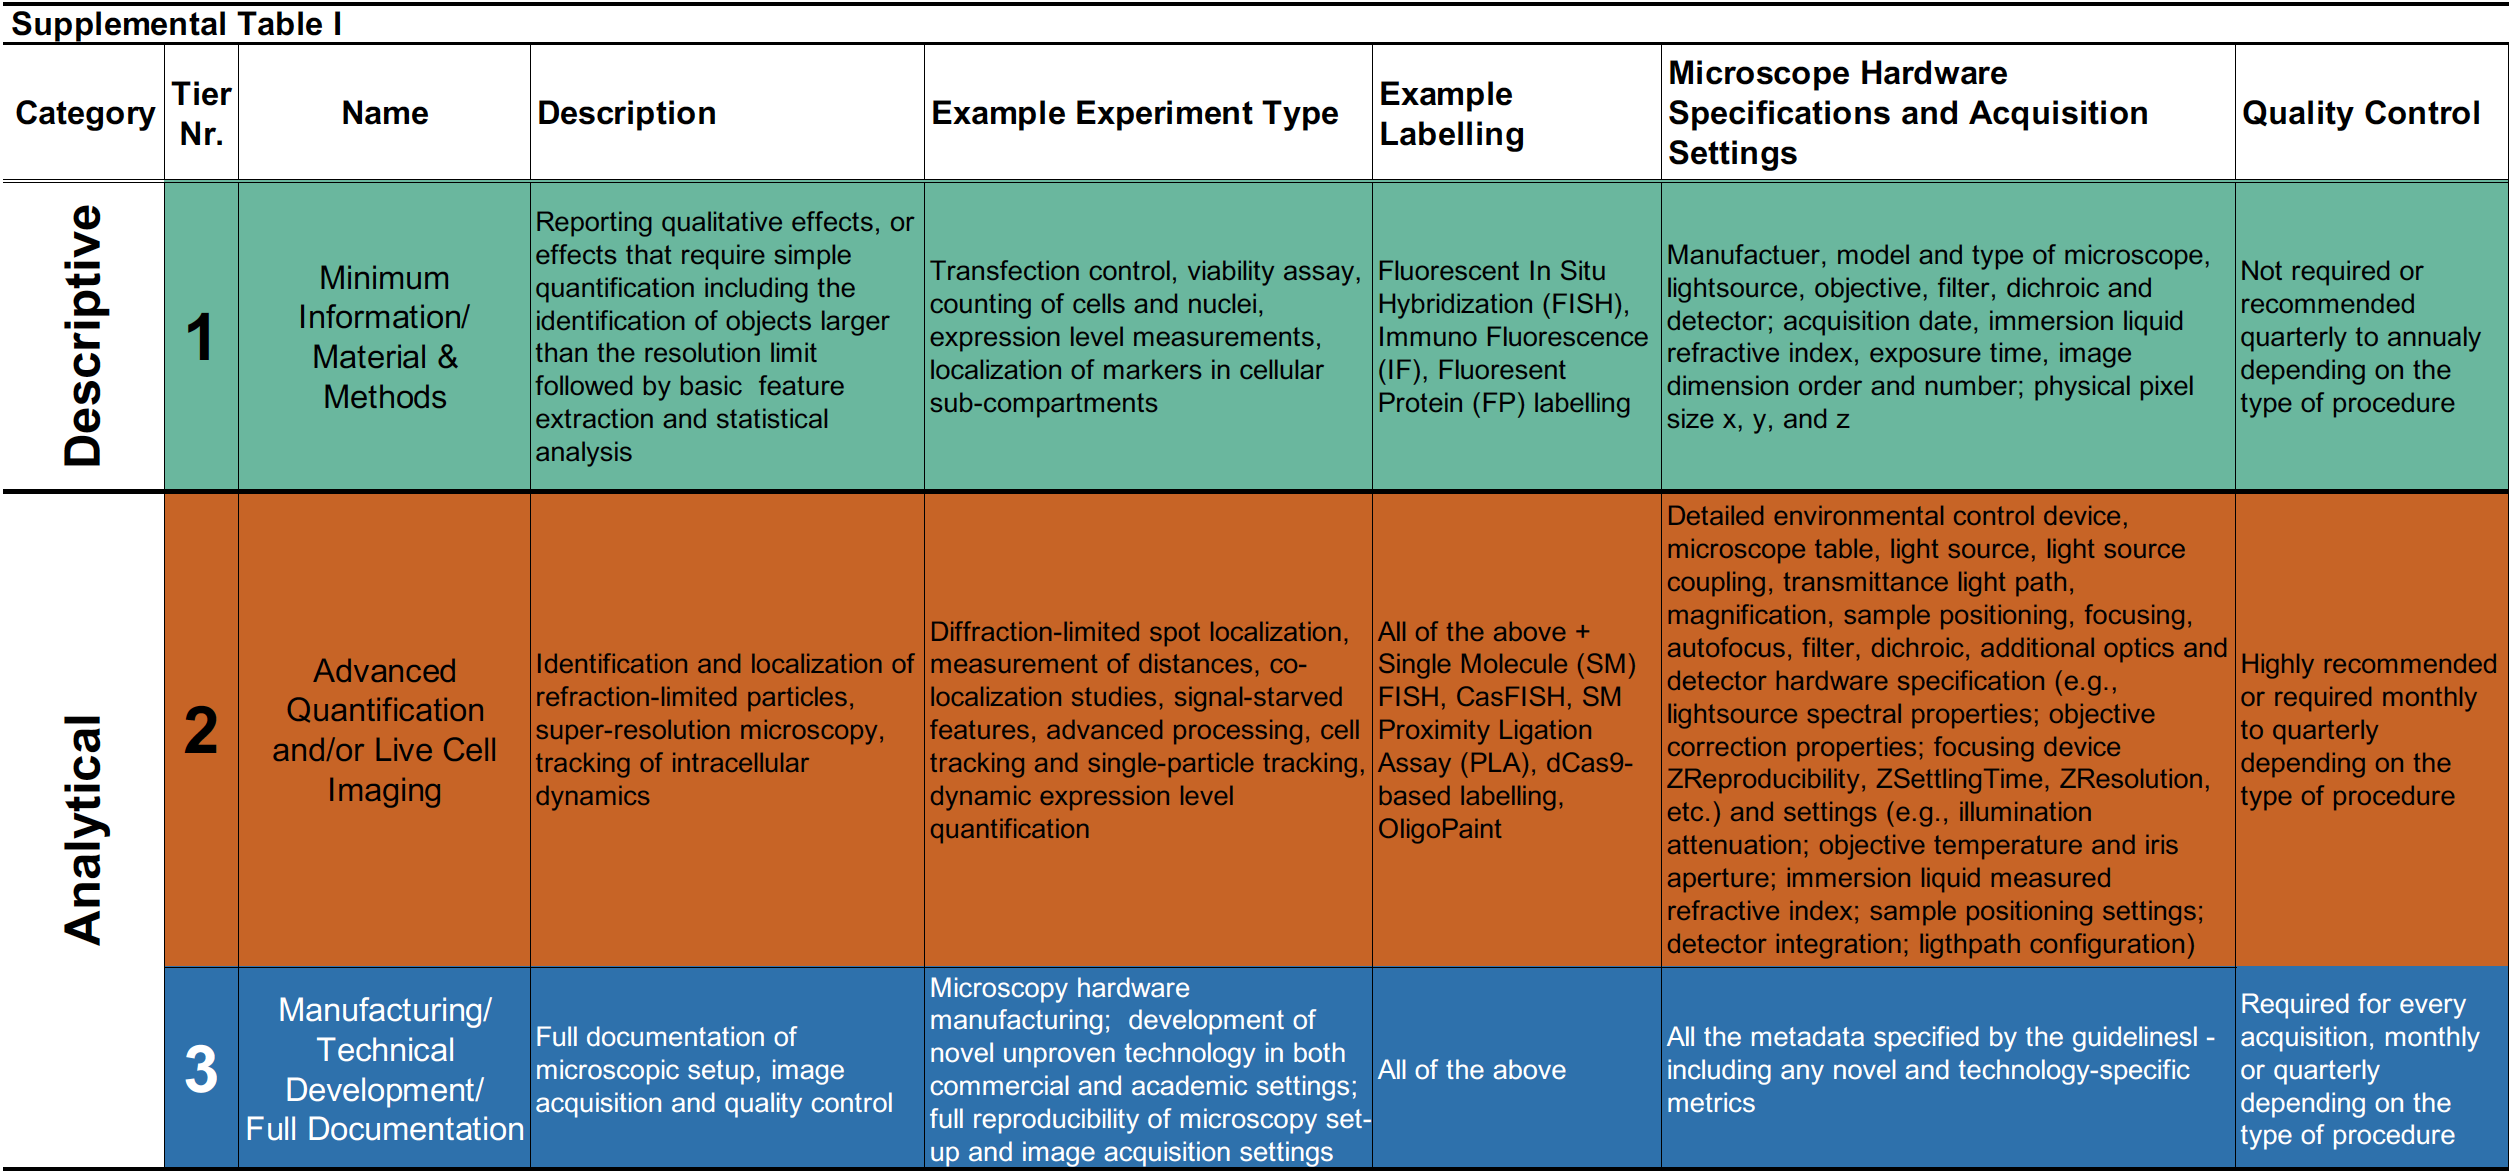 Supplemental Table I
Category
Tier
Nr.
Name
Description
Example Experiment Type
Example
Labelling
Microscope Hardware
Specifications and Acquisition
Settings
Quality Control
Descriptive
1
Minimum
Information/
Material &
Methods
Reporting qualitative effects, or
effects that require simple
quantification including the
identification of objects larger
than the resolution limit
followed by basic feature
extraction and statistical
analysis
Transfection control, viability assay,
counting of cells and nuclei,
expression level measurements,
localization of markers in cellular
sub-compartments
Fluorescent In Situ
Hybridization (FISH),
Immuno Fluorescence
(IF), Fluoresent
Protein (FP) labelling
Manufactuer, model and type of microscope,
lightsource, objective, filter, dichroic and
detector; acquisition date, immersion liquid
refractive index, exposure time, image
dimension order and number; physical pixel
size x, y, and z
Not required or
recommended
quarterly to annualy
depending on the
type of procedure
Analytical
2
Advanced
Quantification
and/or Live Cell
Imaging
Identification and localization of
refraction-limited particles,
super-resolution microscopy,
tracking of intracellular
dynamics
Diffraction-limited spot localization,
measurement of distances, co-
localization studies, signal-starved
features, advanced processing, cell
tracking and single-particle tracking,
dynamic expression level
quantification
All of the above +
Single Molecule (SM)
FISH, CasFISH, SM
Proximity Ligation
Assay (PLA), dCas9-
based labelling,
OligoPaint
Detailed environmental control device,
microscope table, light source, light source
coupling, transmittance light path,
magnification, sample positioning, focusing,
autofocus, filter, dichroic, additional optics and
detector hardware specification (e.g.,
lightsource spectral properties; objective
correction properties; focusing device
ZReproducibility, ZSettlingTime, ZResolution,
etc.) and settings (e.g., illumination
attenuation; objective temperature and iris
aperture; immersion liquid measured
refractive index; sample positioning settings;
detector integration; ligthpath configuration)
Highly recommended
or required monthly
to quarterly
depending on the
type of procedure
3
Manufacturing/
Technical
Development/
Full Documentation
Full documentation of
microscopic setup, image
acquisition and quality control
Microscopy hardware
manufacturing; development of
novel unproven technology in both
commercial and academic settings;
full reproducibility of microscopy set-
up and image acquisition settings
All of the above
All the metadata specified by the guidelinesl -
including any novel and technology-specific
metrics
Required for every
acquisition, monthly
or quarterly
depending on the
type of procedure